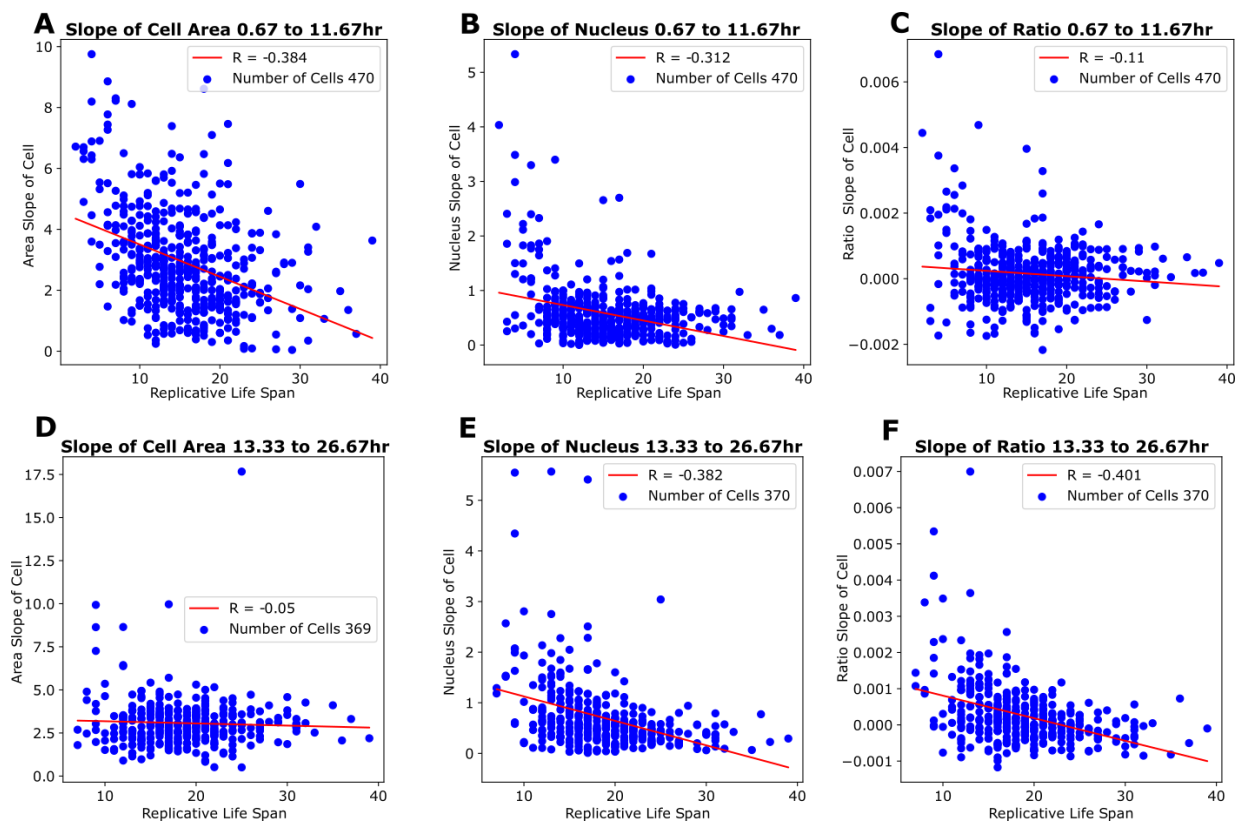 A
Slope of Cell Area 0.67 to 11.67hr
R = -0.384
Number of Cells 470
Area Slope of Cell
10
8
6
4
2
0
10
20
30
40
Replicative Life Span
B
Slope of Nucleus 0.67 to 11.67hr
R = -0.312
Number of Cells 470
Nucleus Slope of Cell
5
4
3
2
1
0
10
20
30
40
Replicative Life Span
C
Slope of Ratio 0.67 to 11.67hr
R = -0.11
Number of Cells 470
Ratio Slope of Cell
0.006
0.004
0.002
0.000
−0.002
10
20
30
40
Replicative Life Span
D
Slope of Cell Area 13.33 to 26.67hr
R = -0.05
Number of Cells 369
Area Slope of Cell
17.5
15.0
12.5
10.0
7.5
5.0
2.5
0.0
10
20
30
40
Replicative Life Span
E
Slope of Nucleus 13.33 to 26.67hr
R = -0.382
Number of Cells 370
Nucleus Slope of Cell
5
4
3
2
1
0
10
20
30
40
Replicative Life Span
F
Slope of Ratio 13.33 to 26.67hr
R = -0.401
Number of Cells 370
Ratio Slope of Cell
0.007
0.006
0.005
0.004
0.003
0.002
0.001
0.000
−0.001
10
20
30
40
Replicative Life Span